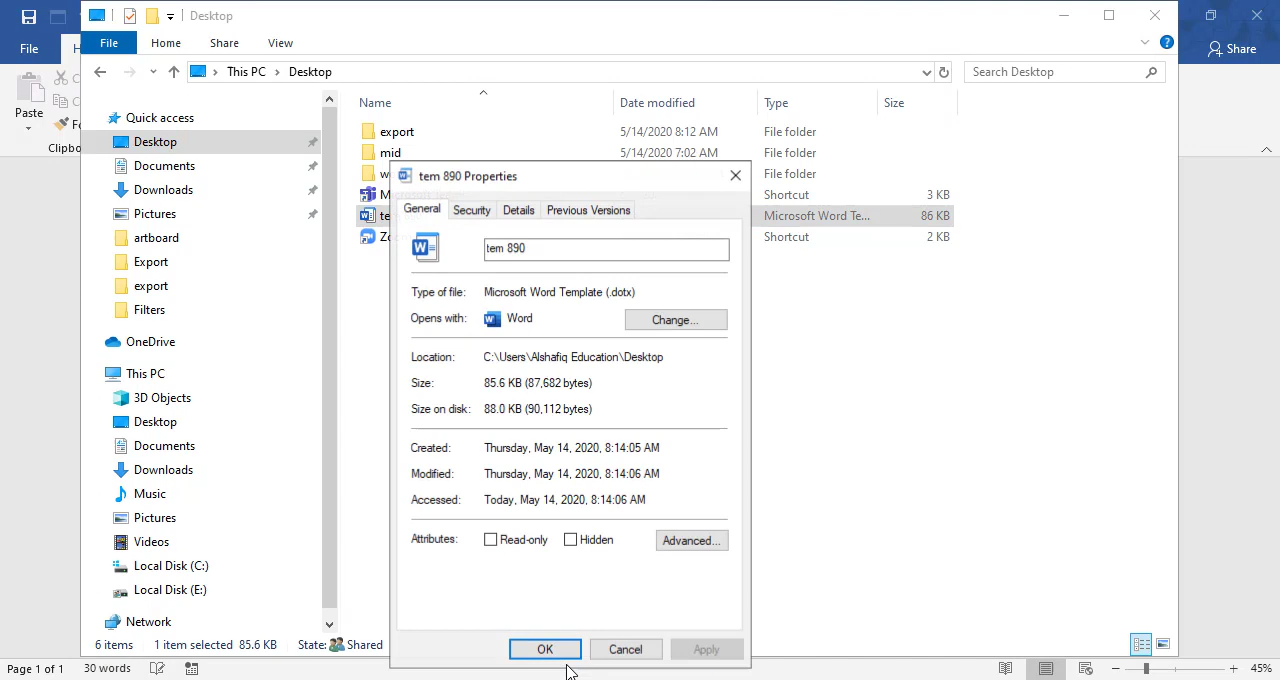 Desktop
File Home Share View
This PC > Desktop
Search Desktop
File
Share
Paste
Name Date modified Type Size
Quick access
Desktop
Documents
Downloads
Pictures
artboard
Export
export
Filters
OneDrive
This PC
3D Objects
Desktop
Documents
Downloads
Music
Pictures
Videos
Local Disk (C:)
Local Disk (E:)
Network
export 5/14/2020 8:12 AM File folder
mid 5/14/2020 7:02 AM File folder
File folder
Shortcut 3 KB
Microsoft Word Te... 86 KB
Shortcut 2 KB
tem 890 Properties
General Security Details Previous Versions
tem 890
Type of file: Microsoft Word Template (.dotx)
Opens with: Word Change...
Location: C:\Users\Alshafiq Education\Desktop
Size: 85.6 KB (87,682 bytes)
Size on disk: 88.0 KB (90,112 bytes)
Created: Thursday, May 14, 2020, 8:14:05 AM
Modified: Thursday, May 14, 2020, 8:14:06 AM
Accessed: Today, May 14, 2020, 8:14:06 AM
Attributes: Read-only Hidden Advanced...
OK Cancel Apply
6 items 1 item selected 85.6 KB State: Shared
Page 1 of 1 30 words 45%